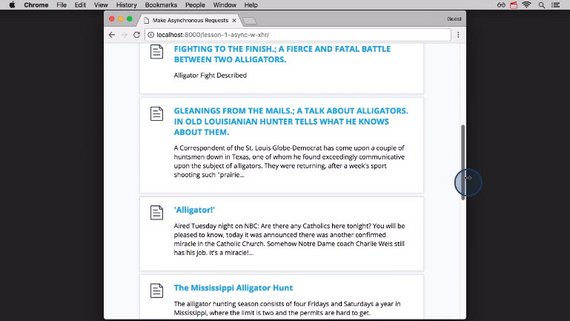 Chrome File Edit View History Bookmarks People Window Help
Make Asynchronous Requests
Guest
localhost:8000/lesson-1-async-w-xhr/
FIGHTING TO THE FINISH.; A FIERCE AND FATAL BATTLE
BETWEEN TWO ALLIGATORS.
Alligator Fight Described
GLEANINGS FROM THE MAILS.; A TALK ABOUT ALLIGATORS.
IN OLD LOUISIANIAN HUNTER TELLS WHAT HE KNOWS
ABOUT THEM.
A Correspondent of the St. Louis Globe-Democrat has come upon a couple of
huntsmen down in Texas, one of whom he found exceedingly communicative
upon the subject of alligators. They were returning, after a week's sport
shooting such "prairie...
'Alligator!'
Aired Tuesday night on NBC: Are there any Catholics here tonight? You will be
pleased to know, today it was announced there was another confirmed
miracle in the Catholic Church. Somehow Notre Dame coach Charlie Weis still
has his job. It's a miracle!...
The Mississippi Alligator Hunt
The alligator hunting season consists of four Fridays and Saturdays a year in
Mississippi, where the limit is two and the permits are hard to get.